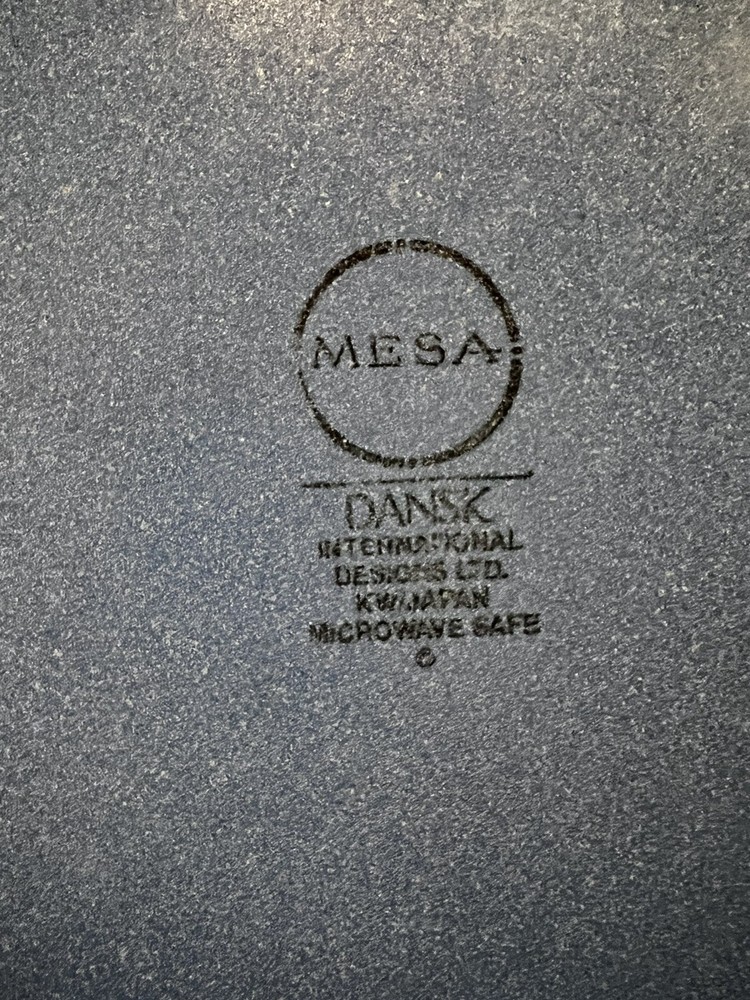 MESA
DANSK
INTERNATIONAL
DESIGNS LTD.
KW/JAPAN
MICROWAVE SAFE
©